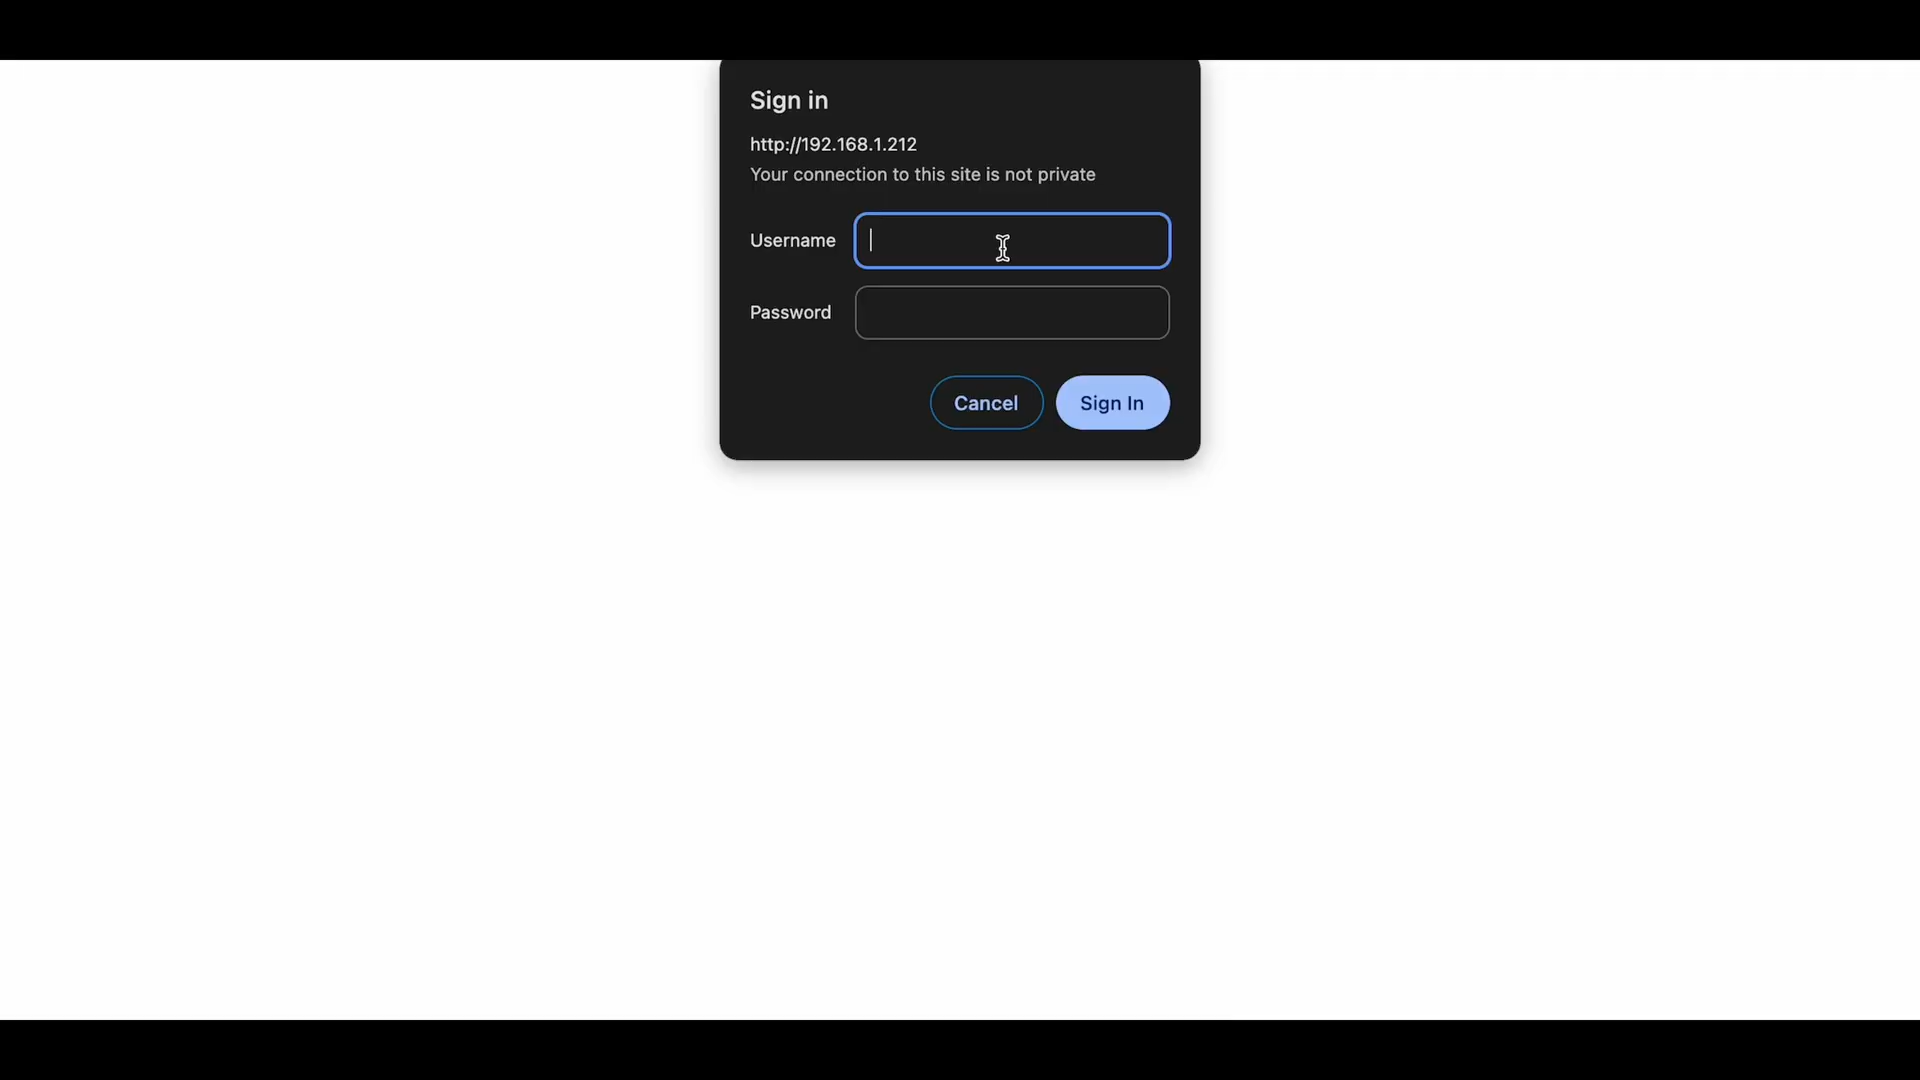 Sign in
http://192.168.1.212
Your connection to this site is not private
Username
Password
Cancel Sign In